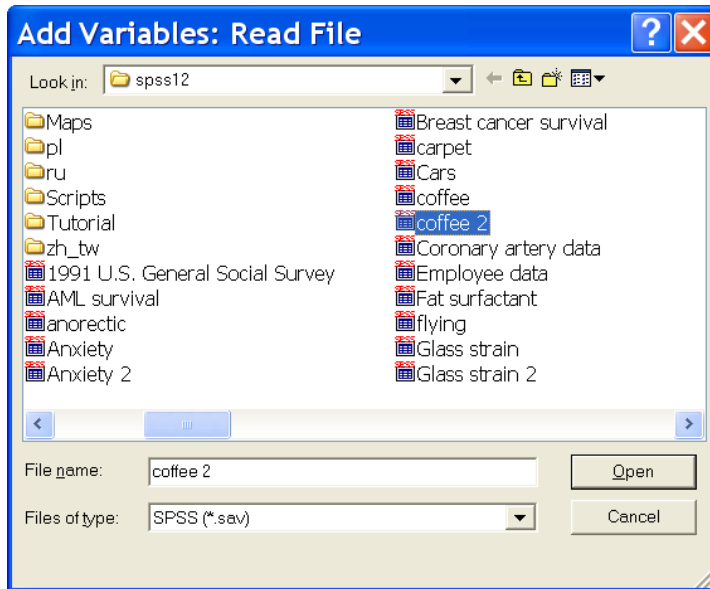 Add Variables: Read File
Look in: spss12
Maps
pl
ru
Scripts
Tutorial
zh_tw
1991 U.S. General Social Survey
AML survival
anorectic
Anxiety
Anxiety 2
Breast cancer survival
carpet
Cars
coffee
coffee 2
Coronary artery data
Employee data
Fat surfactant
flying
Glass strain
Glass strain 2
File name: coffee 2
Open
Files of type: SPSS (*.sav)
Cancel